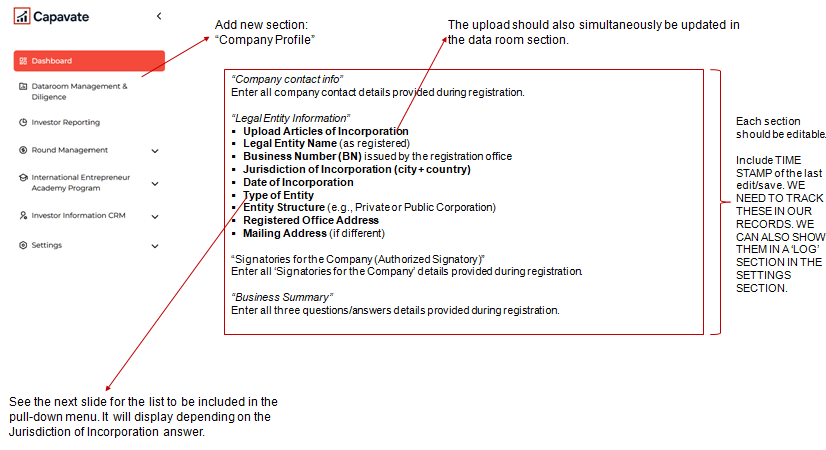 Capavate
Add new section:
“Company Profile”
The upload should also simultaneously be updated in
the data room section.
Dashboard
Dataroom Management &
Diligence
Investor Reporting
Round Management
International Entrepreneur
Academy Program
Investor Information CRM
Settings
“Company contact info”
Enter all company contact details provided during registration.
“Legal Entity Information”
▪ Upload Articles of Incorporation
▪ Legal Entity Name (as registered)
▪ Business Number (BN) issued by the registration office
▪ Jurisdiction of Incorporation (city + country)
▪ Date of Incorporation
▪ Type of Entity
▪ Entity Structure (e.g., Private or Public Corporation)
▪ Registered Office Address
▪ Mailing Address (if different)
“Signatories for the Company (Authorized Signatory)”
Enter all ‘Signatories for the Company’ details provided during registration.
“Business Summary”
Enter all three questions/answers details provided during registration.
Each section
should be editable.
Include TIME
STAMP of the last
edit/save. WE
NEED TO TRACK
THESE IN OUR
RECORDS. WE
CAN ALSO SHOW
THEM IN A ‘LOG’
SECTION IN THE
SETTINGS
SECTION.
See the next slide for the list to be included in the
pull-down menu. It will display depending on the
Jurisdiction of Incorporation answer.